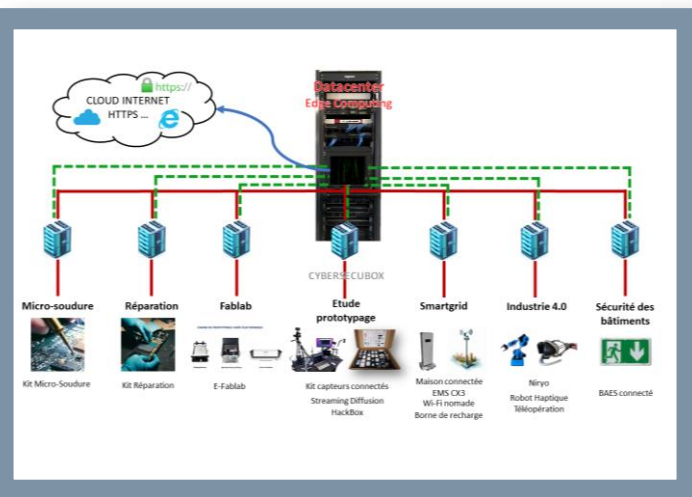 https://
CLOUD INTERNET
HTTPS ...
Datacenter
Edge Computing
CYBERSECUBOX
Micro-soudure
Réparation
Fablab
Etude
prototypage
Smartgrid
Industrie 4.0
Sécurité des
bâtiments
Kit Micro-Soudure
Kit Réparation
E-Fablab
Kit capteurs connectés
Streaming Diffusion
HackBox
Maison connectée
EMS CX3
Wi-Fi nomade
Borne de recharge
Niryo
Robot Haptique
Téléopération
BAES connecté